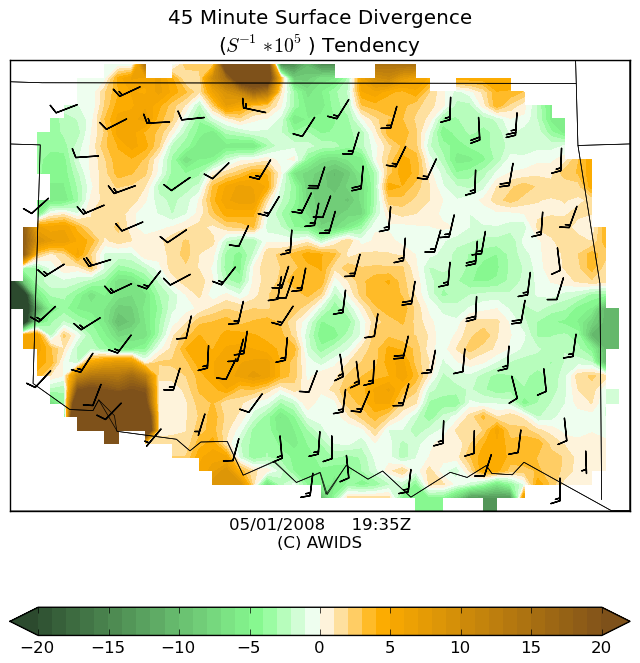 45 Minute Surface Divergence
(S⁻¹ * 10⁵ ) Tendency
05/01/2008 19:35Z
(C) AWIDS
−20 −15 −10 −5 0 5 10 15 20